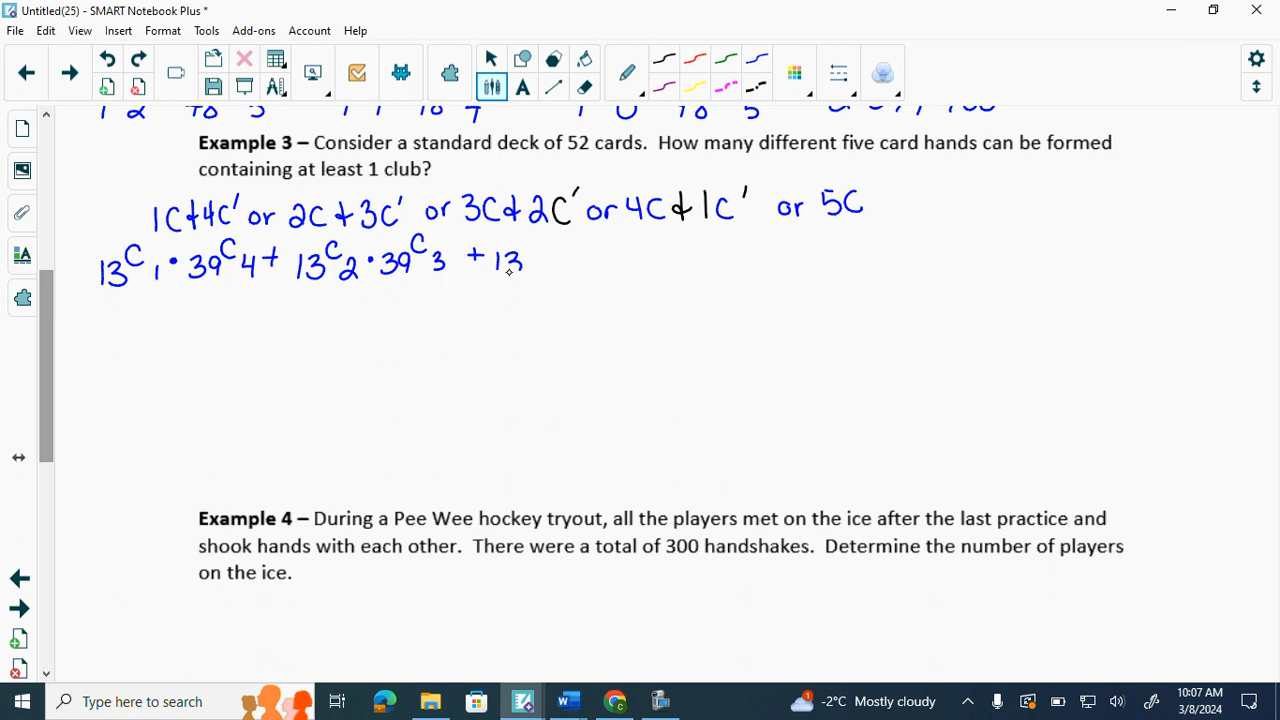 Untitled(25) - SMART Notebook Plus *
File Edit View Insert Format Tools Add-ons Account Help
Example 3 – Consider a standard deck of 52 cards. How many different five card hands can be formed
containing at least 1 club?
1C & 4C' or 2C & 3C' or 3C & 2C' or 4C & 1C' or 5C
13C1 · 39C4 + 13C2 · 39C3 + 13
Example 4 – During a Pee Wee hockey tryout, all the players met on the ice after the last practice and
shook hands with each other. There were a total of 300 handshakes. Determine the number of players
on the ice.
Type here to search
1
-2°C Mostly cloudy
10:07 AM
3/8/2024